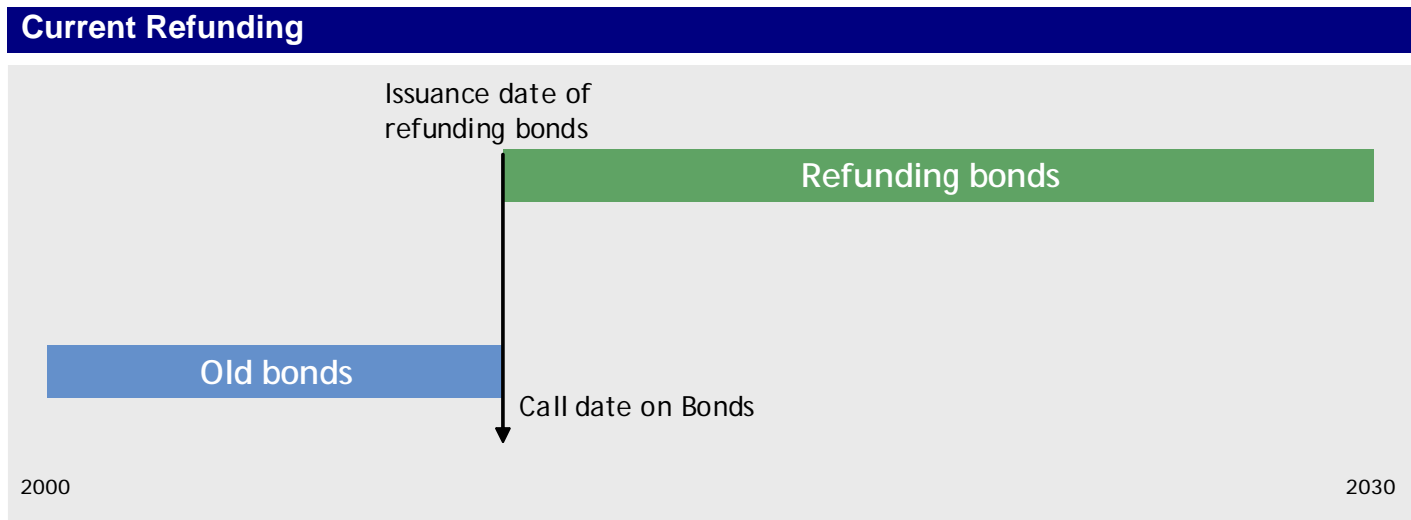 Current Refunding
Issuance date of
refunding bonds
Refunding bonds
Old bonds
Call date on Bonds
2000
2030